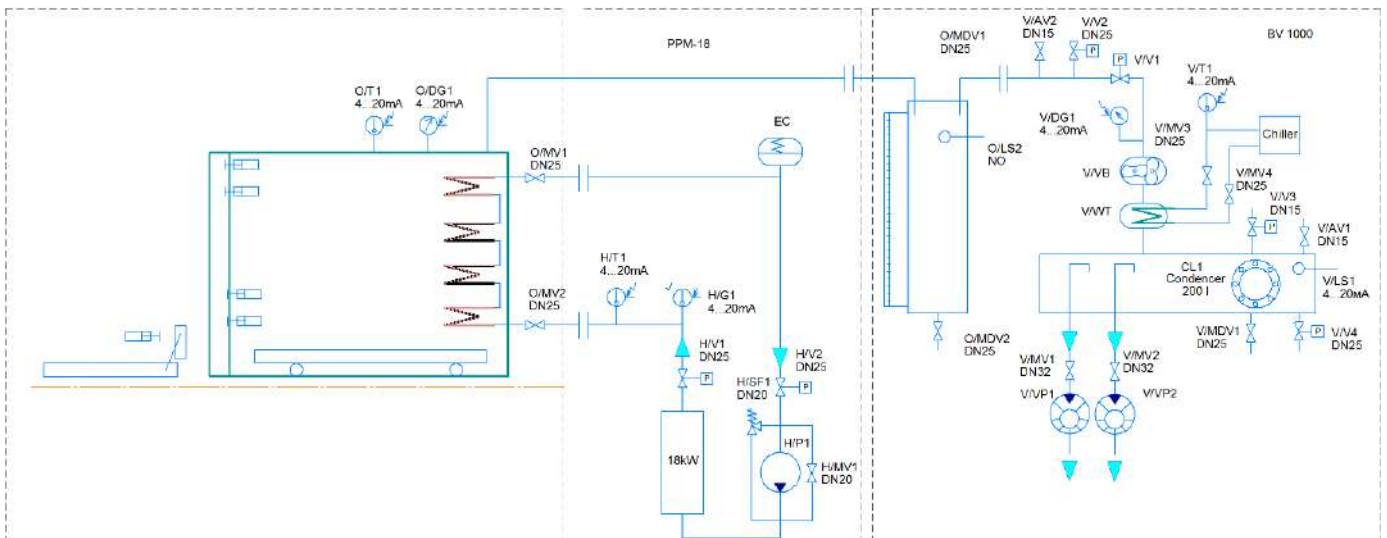 PPM-18
BV 1000
O/T1
4...20mA
O/DG1
4...20mA
O/MV1
DN25
O/MV2
DN25
H/T1
4...20mA
H/G1
4...20mA
H/V1
DN25
18kW
EC
H/V2
DN25
H/SF1
DN20
H/P1
H/MV1
DN20
O/MDV1
DN25
O/LS2
NO
O/MDV2
DN25
V/AV2
DN15
V/V2
DN25
P
P
V/V1
V/T1
4...20mA
V/DG1
4...20mA
V/MV3
DN25
Chiller
V/VB
V/MV4
DN25
V/WT
V/V3
DN15
P
V/AV1
DN15
CL1
Condencer
200 l
V/LS1
4...20мА
V/MDV1
DN25
P
V/V4
DN25
V/MV1
DN32
V/MV2
DN32
V/VP1
V/VP2
P
P